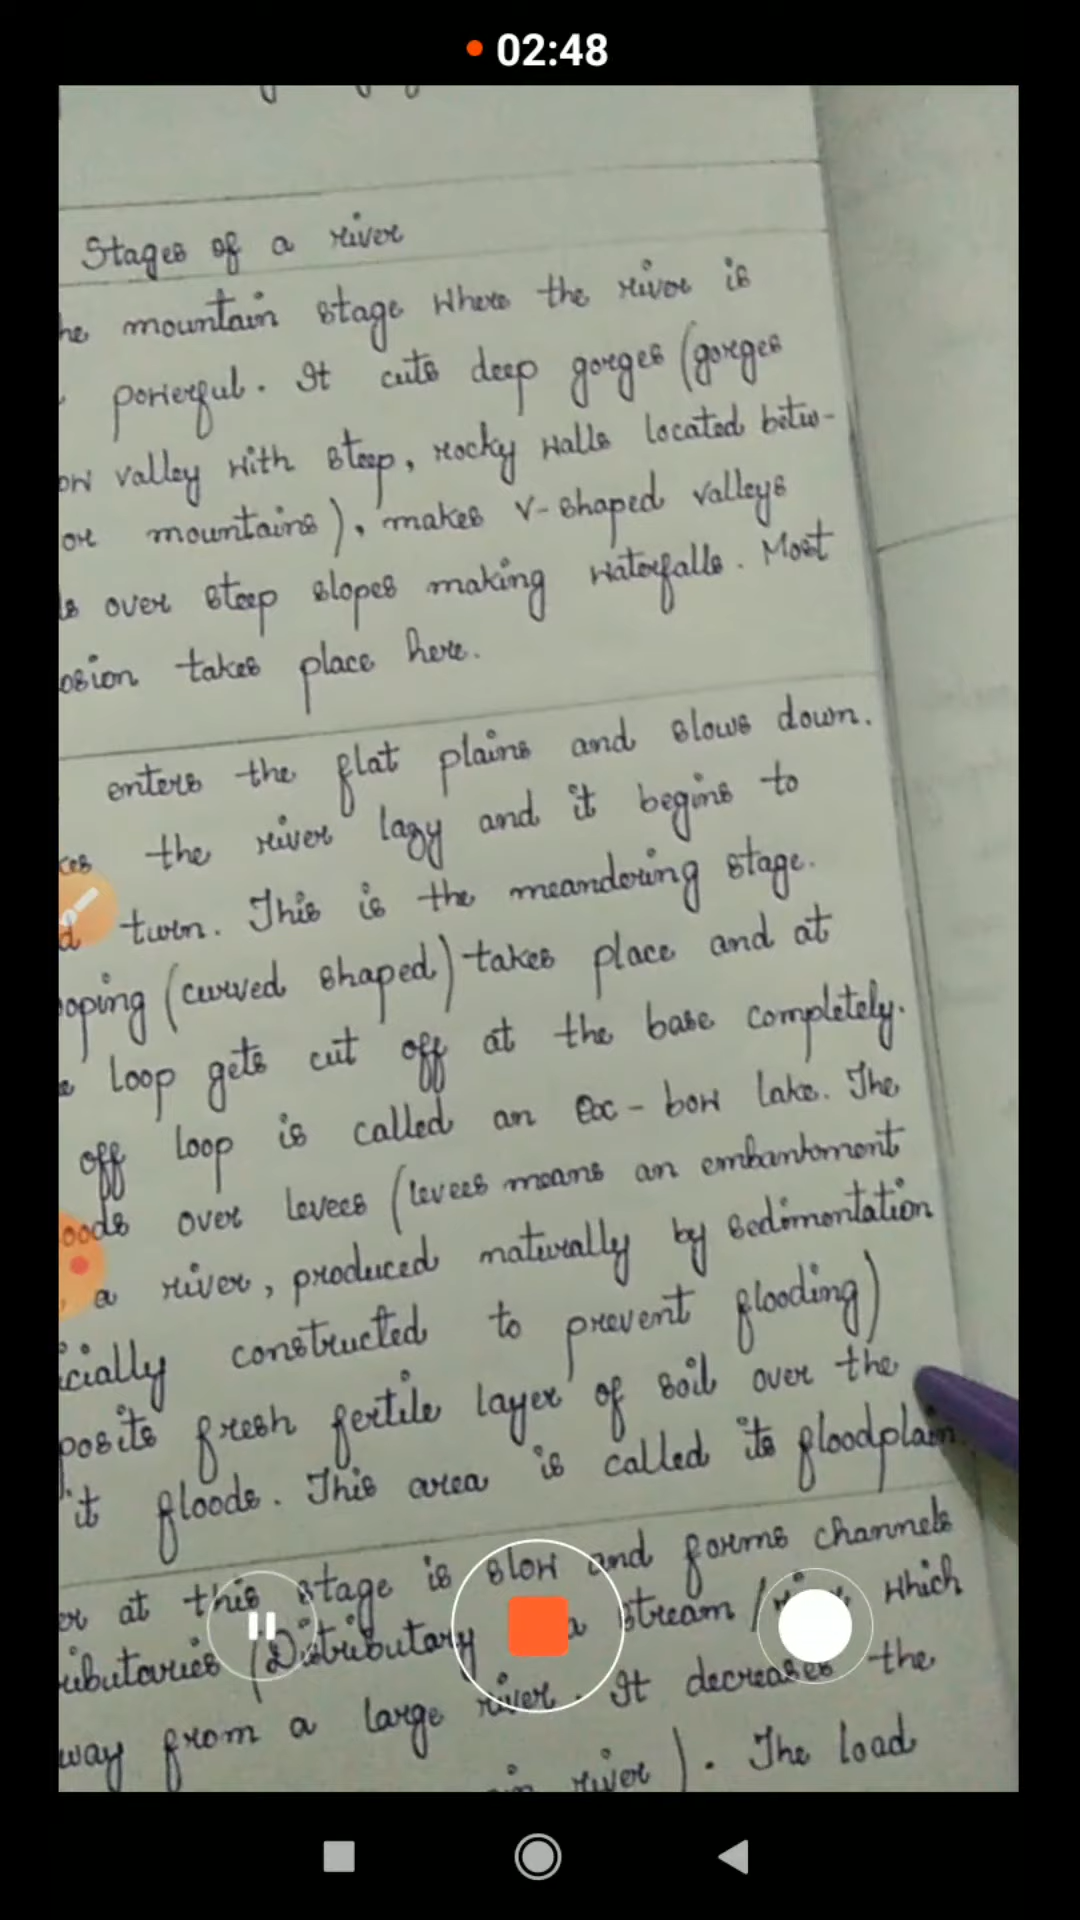 02:48
Stages of a river
he mountain stage where the river is
powerful. It cuts deep gorges (gorges
ow valley with steep, rocky walls located betw-
or mountains), makes V-shaped valleys
ls over steep slopes making waterfalls. Most
osion takes place here.
enters the flat plains and slows down.
ces the river lazy and it begins to
d turn. This is the meandering stage.
ooping (curved shaped) takes place and at
e loop gets cut off at the base completely.
off loop is called an ox-bow lake. The
oods over levees (levees means an embankment
a river, produced naturally by sedimentation
icially constructed to prevent flooding)
posits fresh fertile layer of soil over the
it floods. This area is called its floodplain
er at this stage is slow and forms channels
ributaries (Distributary a stream / which
way from a large river. It decreases the
river). The load